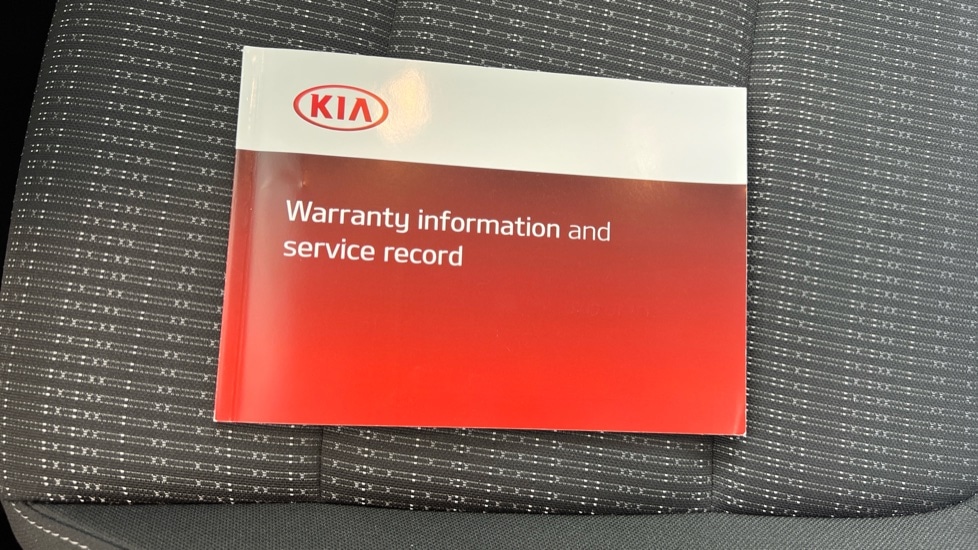 KIA
Warranty information and
service record